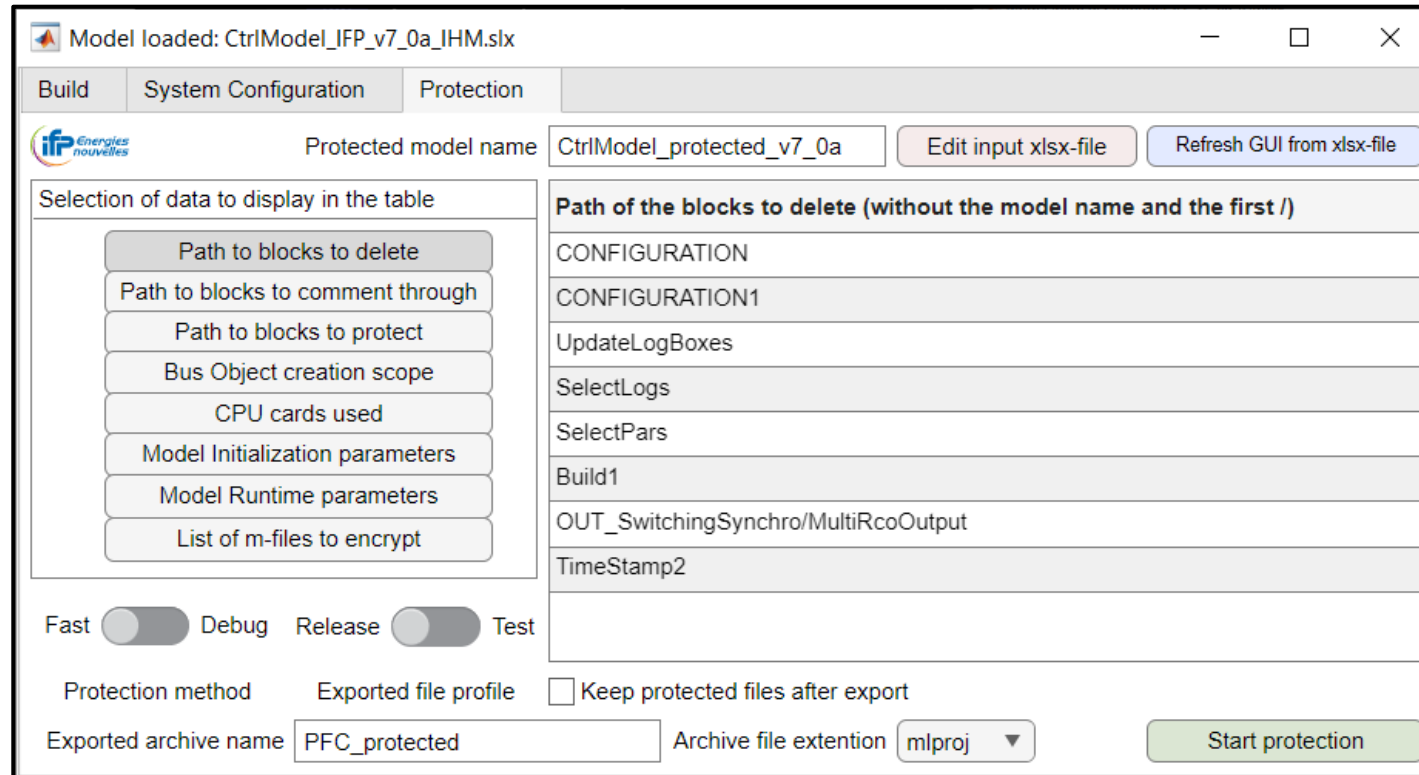 Model loaded: CtrlModel_IFP_v7_0a_IHM.slx
Build System Configuration Protection
ifp Energies nouvelles
Protected model name CtrlModel_protected_v7_0a Edit input xlsx-file Refresh GUI from xlsx-file
Selection of data to display in the table
Path to blocks to delete
Path to blocks to comment through
Path to blocks to protect
Bus Object creation scope
CPU cards used
Model Initialization parameters
Model Runtime parameters
List of m-files to encrypt
Path of the blocks to delete (without the model name and the first /)
CONFIGURATION
CONFIGURATION1
UpdateLogBoxes
SelectLogs
SelectPars
Build1
OUT_SwitchingSynchro/MultiRcoOutput
TimeStamp2
Fast Debug Release Test
Protection method Exported file profile Keep protected files after export
Exported archive name PFC_protected Archive file extention mlproj Start protection